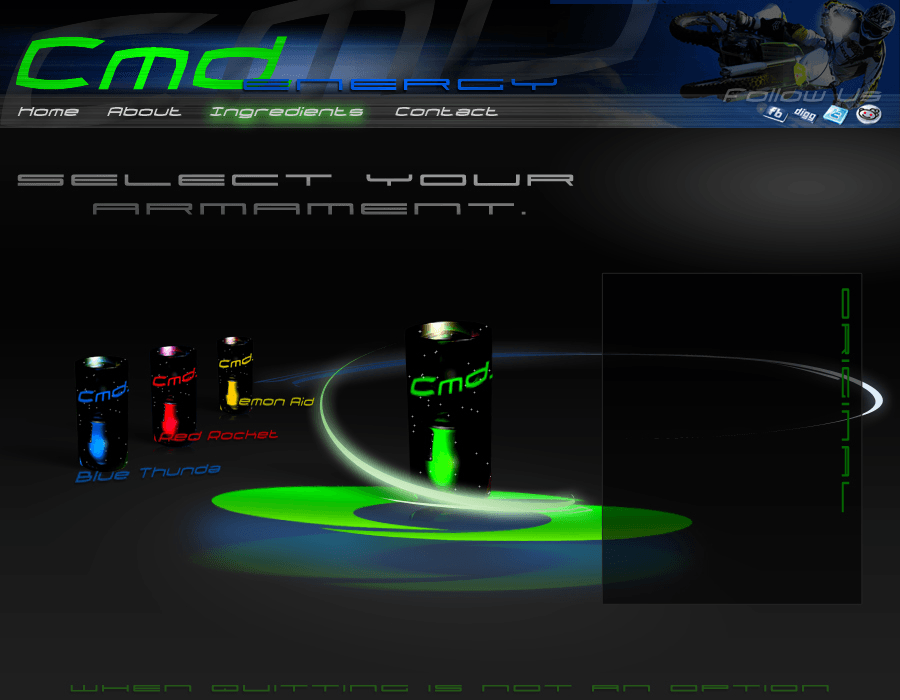 Cmd
ENERGY
Follow Us
Home About Ingredients Contact
fb digg
SELECT YOUR
ARMAMENT.
Cmd.
Cmd.
Cmd.
Cmd.
Lemon Aid
Red Rocket
Blue Thunda
ORIGINAL
WHEN QUITTING IS NOT AN OPTION